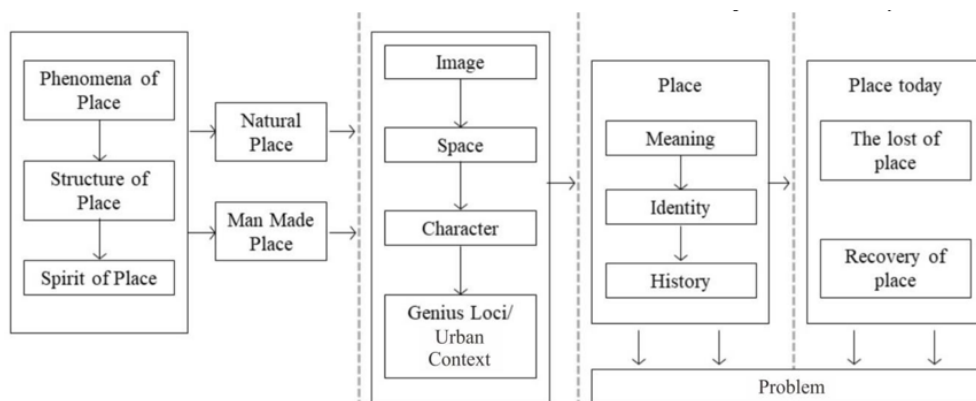 Phenomena of
Place
Structure of
Place
Spirit of Place
Natural
Place
Man Made
Place
Image
Space
Character
Genius Loci/
Urban
Context
Place
Meaning
Identity
History
Place today
The lost of
place
Recovery of
place
Problem